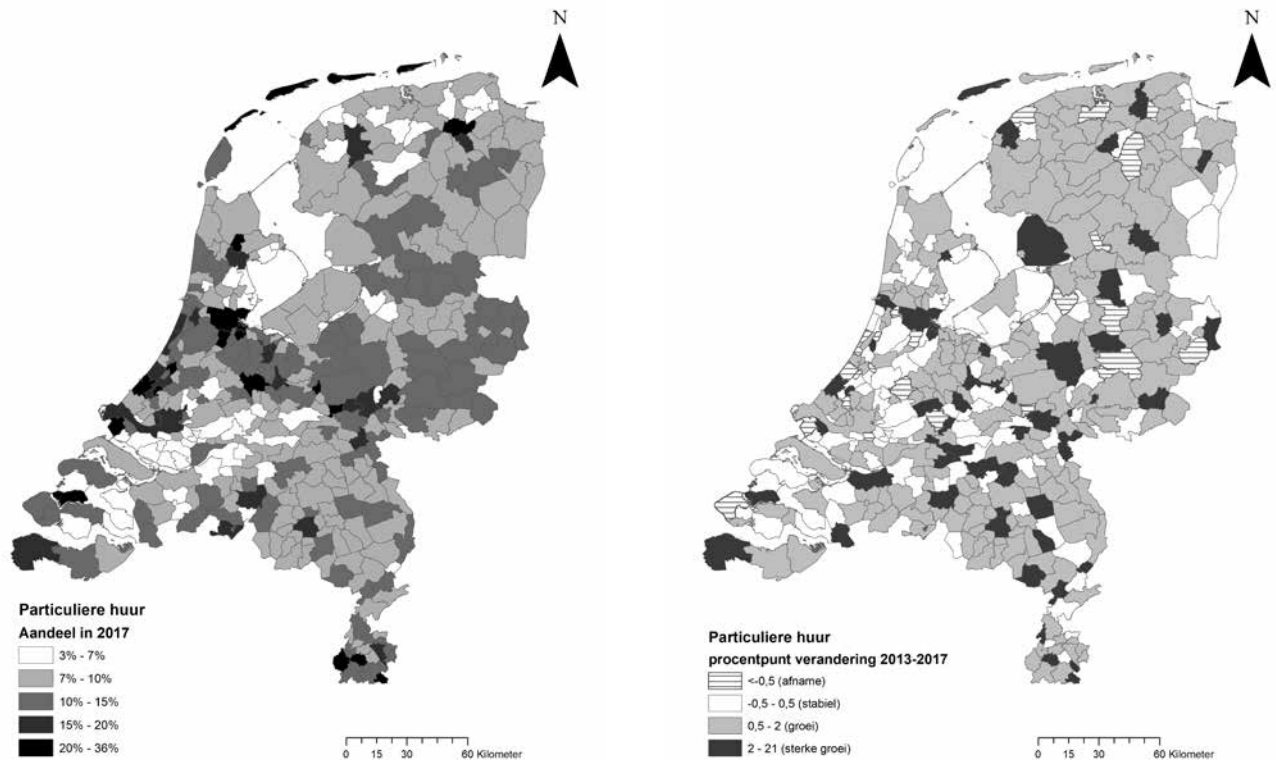 N
Particuliere huur
Aandeel in 2017
3% - 7%
7% - 10%
10% - 15%
15% - 20%
20% - 36%
0 15 30 60 Kilometer
N
Particuliere huur
procentpunt verandering 2013-2017
<-0,5 (afname)
-0,5 - 0,5 (stabiel)
0,5 - 2 (groei)
2 - 21 (sterke groei)
0 15 30 60 Kilometer